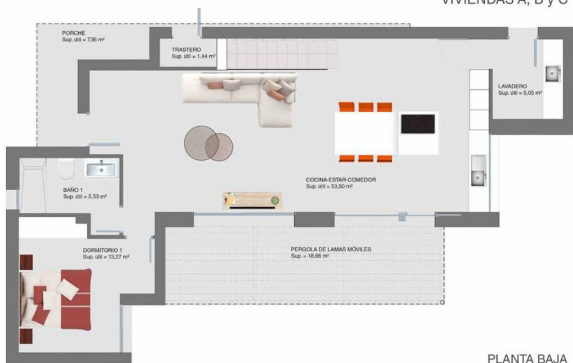 VIVIENDAS A, B y C
PORCHE
Sup. útil = 7,36 m²
TRASTERO
Sup. útil = 1,44 m²
LAVADERO
Sup. útil = 5,05 m²
BAÑO 1
Sup. útil = 5,53 m²
COCINA-ESTAR-COMEDOR
Sup. útil = 53,50 m²
DORMITORIO 1
Sup. útil = 13,27 m²
PERGOLA DE LAMAS MÓVILES
Sup. = 18,66 m²
PLANTA BAJA